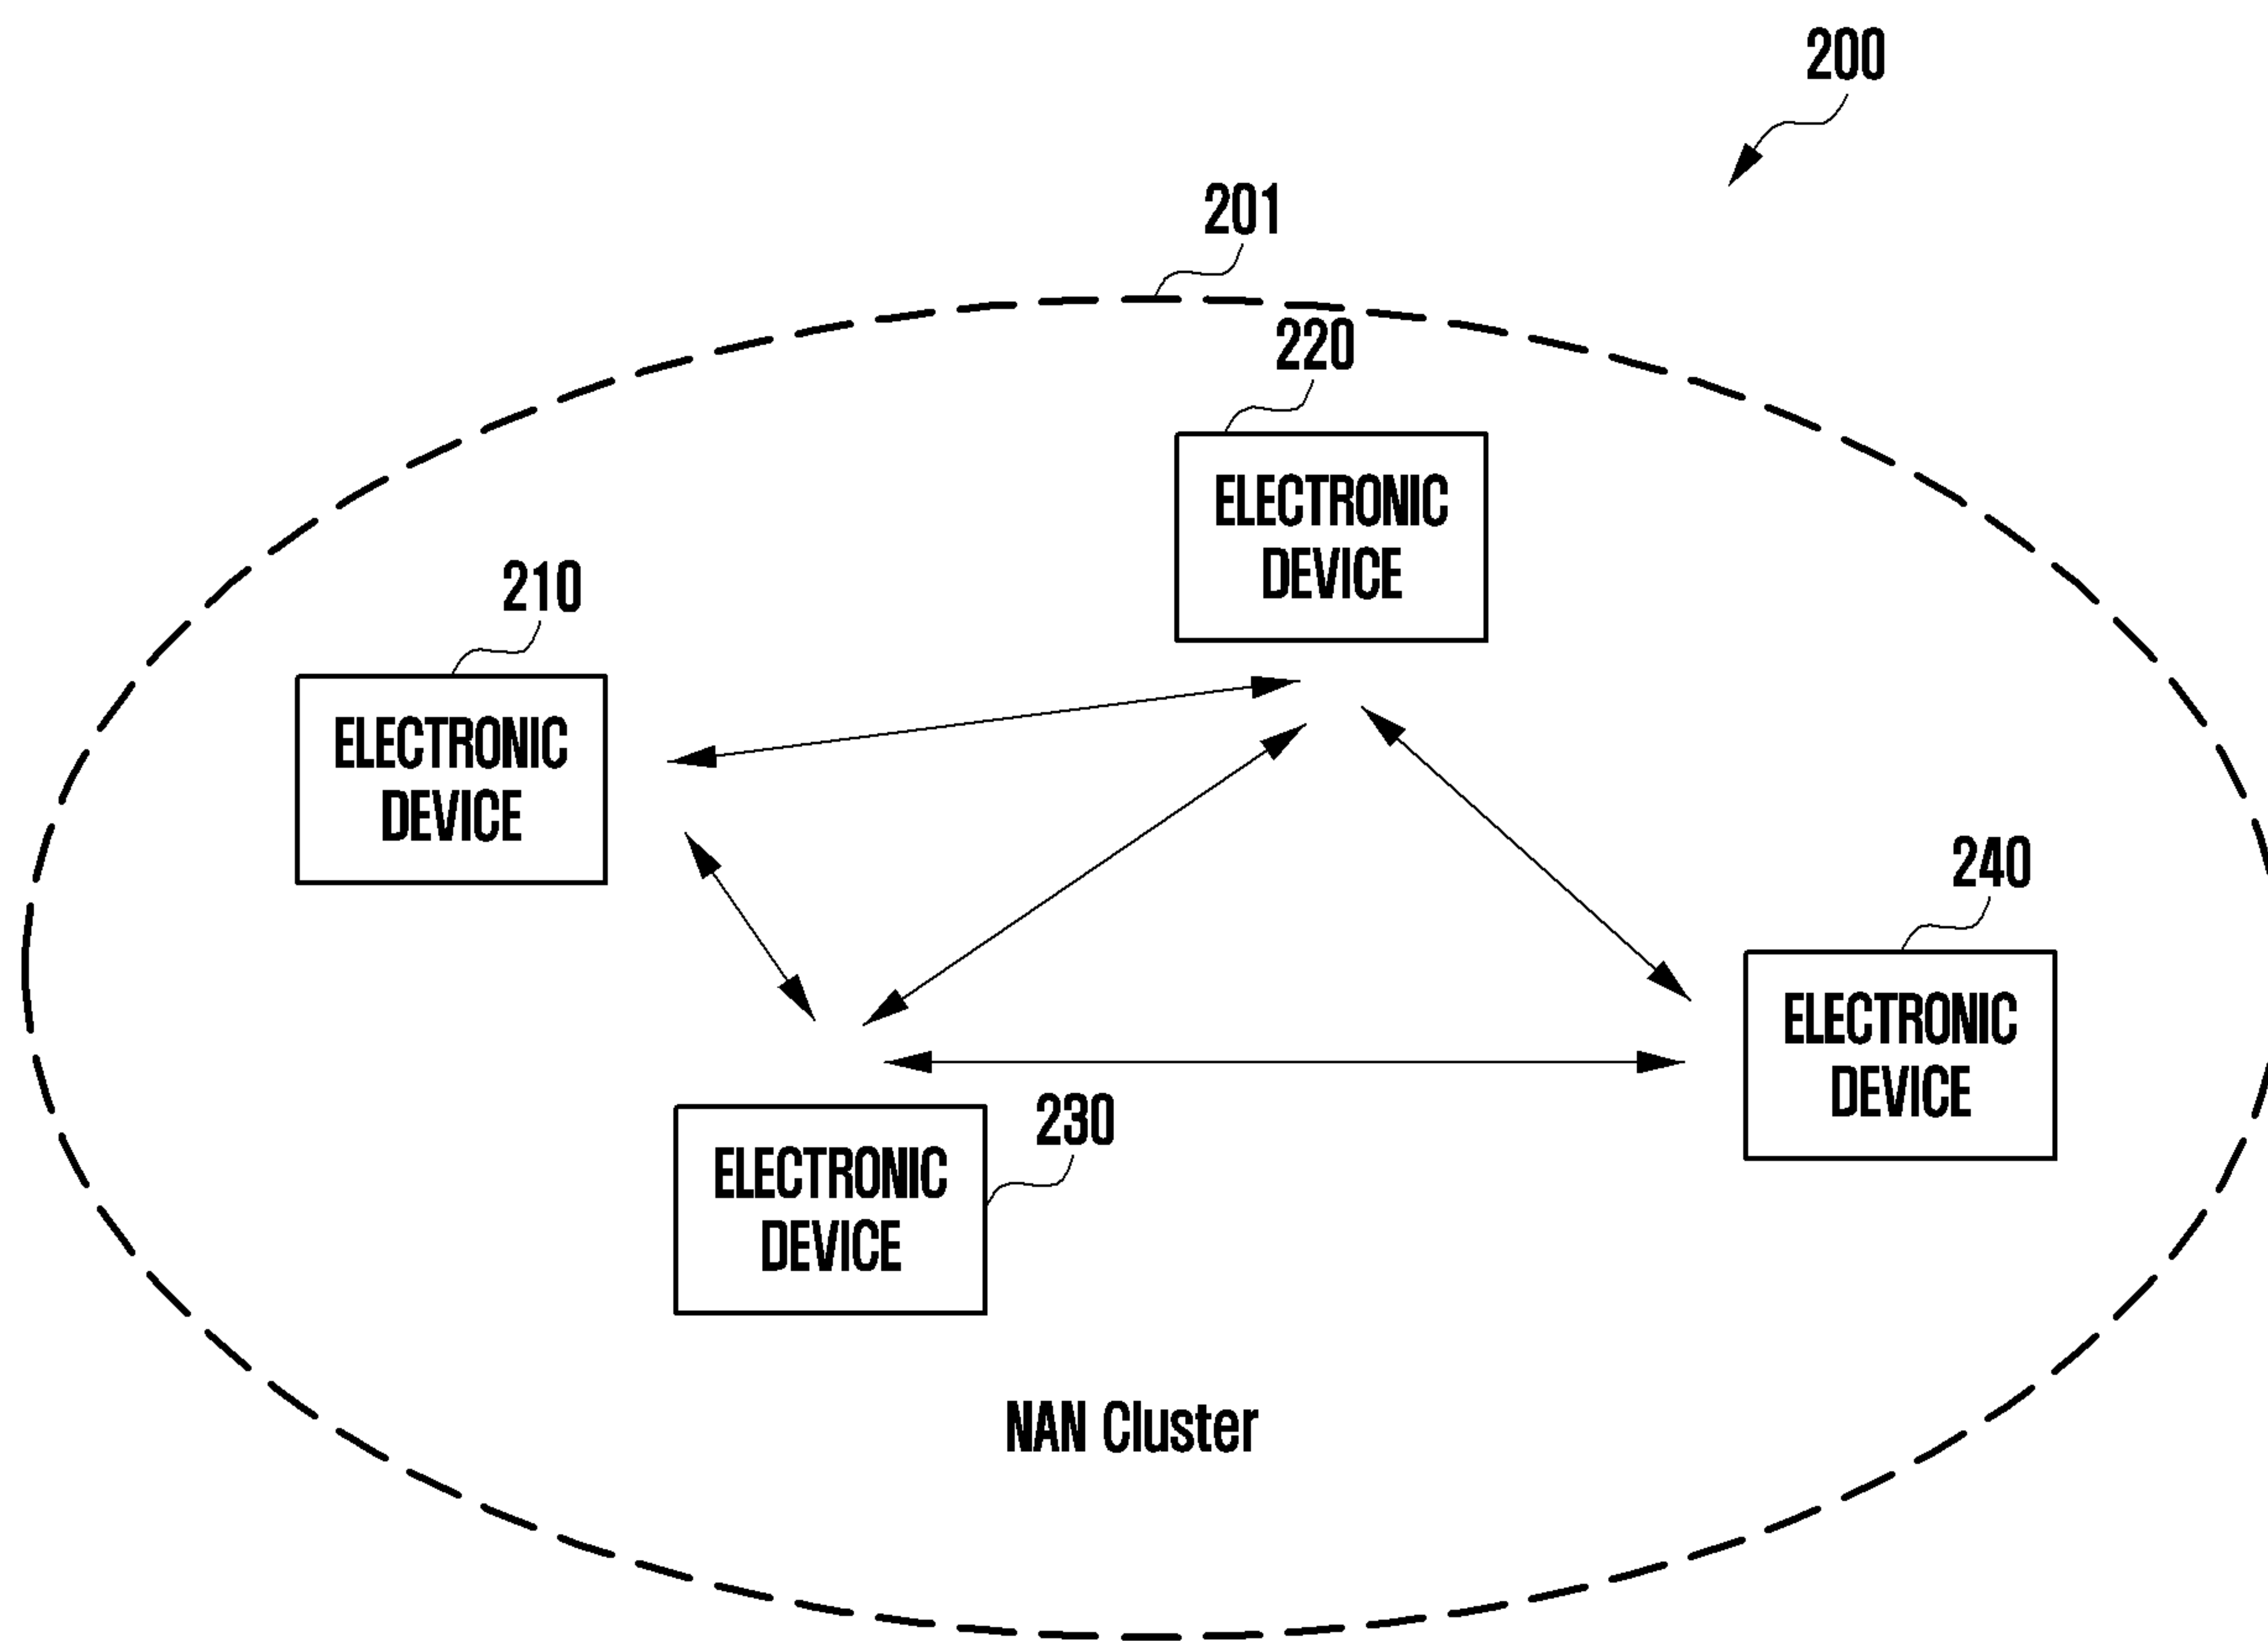 200
201
220
ELECTRONIC
DEVICE
210
ELECTRONIC
DEVICE
240
ELECTRONIC
DEVICE
230
ELECTRONIC
DEVICE
NAN Cluster